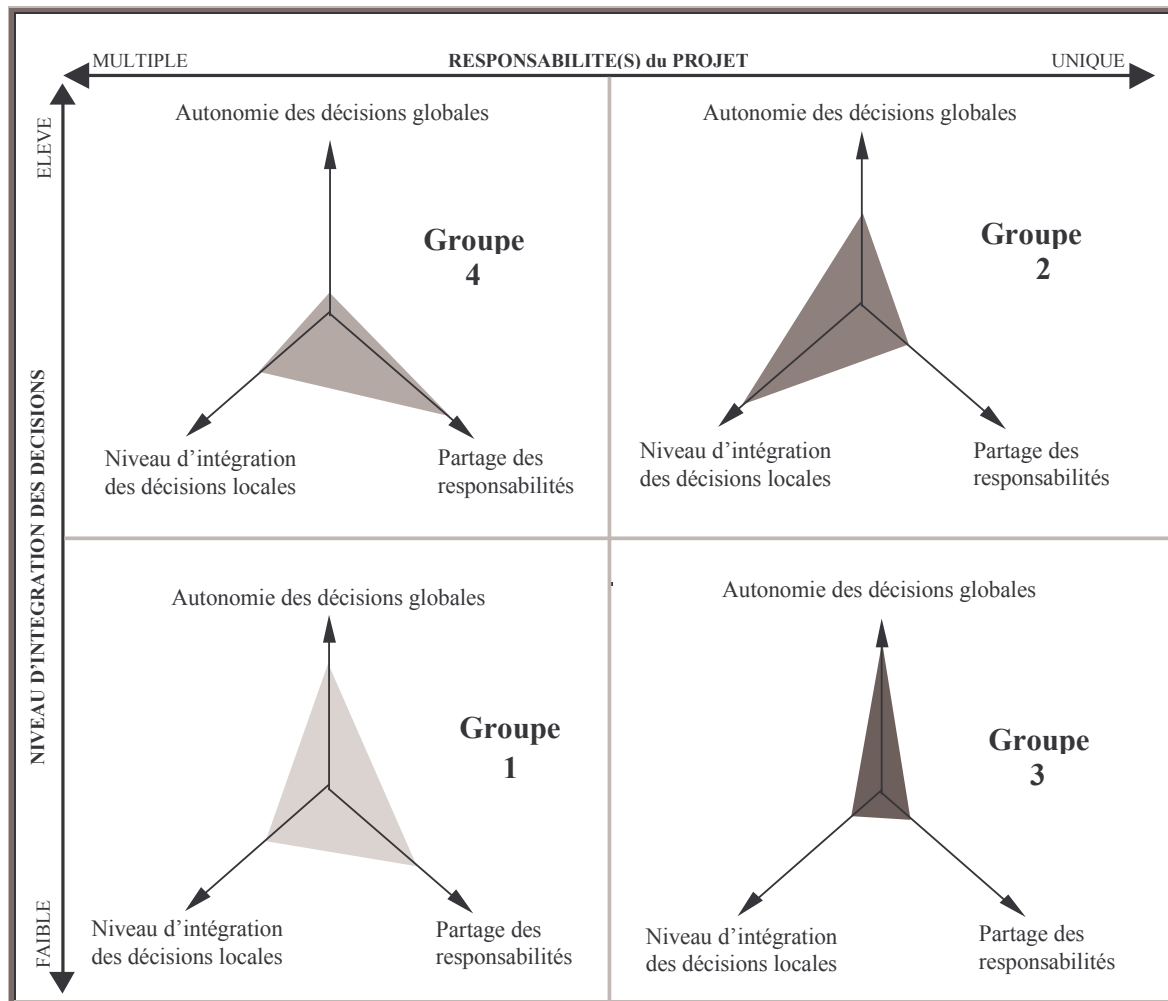 MULTIPLE
RESPONSABILITE(S) du PROJET
UNIQUE
ELEVE
NIVEAU D'INTEGRATION DES DECISIONS
FAIBLE
Autonomie des décisions globales
Groupe
4
Niveau d'intégration
des décisions locales
Partage des
responsabilités
Autonomie des décisions globales
Groupe
2
Niveau d'intégration
des décisions locales
Partage des
responsabilités
Autonomie des décisions globales
Groupe
1
Niveau d'intégration
des décisions locales
Partage des
responsabilités
Autonomie des décisions globales
Groupe
3
Niveau d'intégration
des décisions locales
Partage des
responsabilités